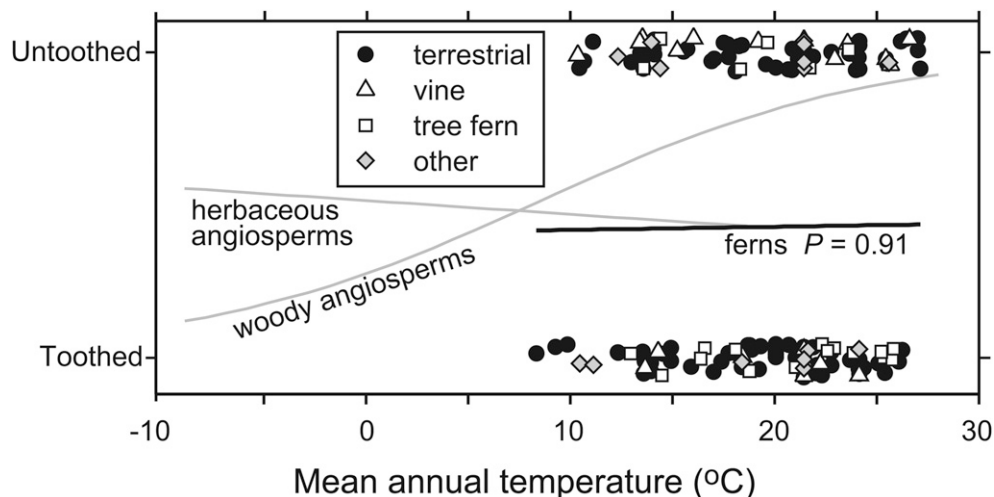 Untoothed
terrestrial
vine
tree fern
other
herbaceous
angiosperms
woody angiosperms
ferns P = 0.91
Toothed
-10 0 10 20 30
Mean annual temperature (ºC)